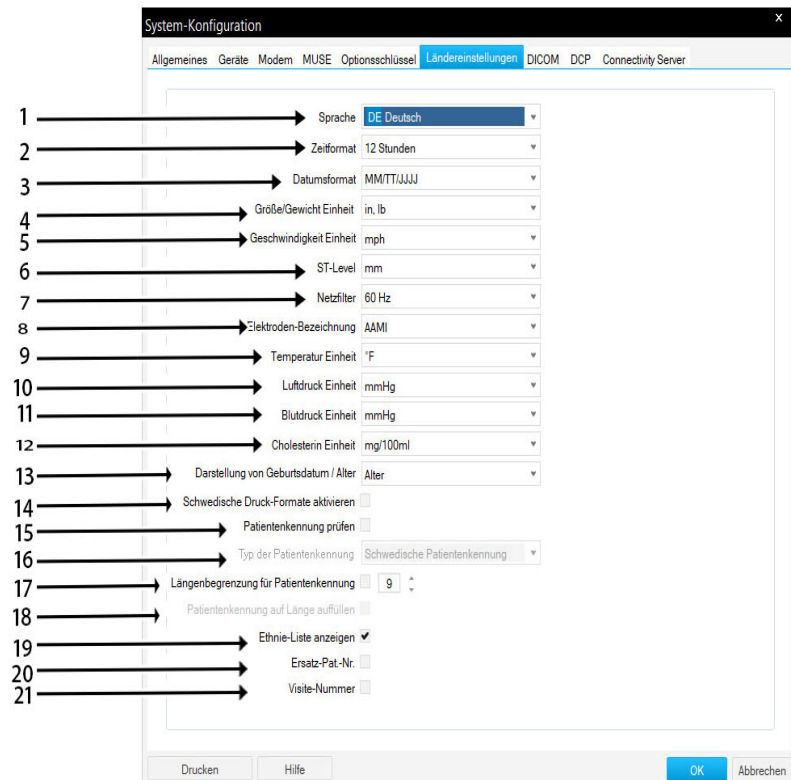 System-Konfiguration x
Allgemeines Geräte Modem MUSE Optionsschlüssel Ländereinstellungen DICOM DCP Connectivity Server
1 Sprache DE Deutsch
2 Zeitformat 12 Stunden
3 Datumsformat MM/TT/JJJJ
4 Größe/Gewicht Einheit in, lb
5 Geschwindigkeit Einheit mph
6 ST-Level mm
7 Netzfilter 60 Hz
8 Elektroden-Bezeichnung AAMI
9 Temperatur Einheit °F
10 Luftdruck Einheit mmHg
11 Blutdruck Einheit mmHg
12 Cholesterin Einheit mg/100ml
13 Darstellung von Geburtsdatum / Alter Alter
14 Schwedische Druck-Formate aktivieren
15 Patientenkennung prüfen
16 Typ der Patientenkennung Schwedische Patientenkennung
17 Längenbegrenzung für Patientenkennung 9
18 Patientenkennung auf Länge auffüllen
19 Ethnie-Liste anzeigen
20 Ersatz-Pat.-Nr.
21 Visite-Nummer
Drucken Hilfe OK Abbrechen